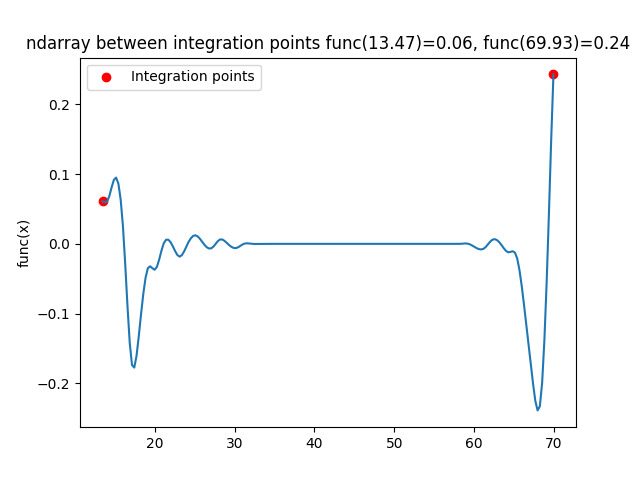 ndarray between integration points func(13.47)=0.06, func(69.93)=0.24
Integration points
func(x)
0.2
0.1
0.0
−0.1
−0.2
20 30 40 50 60 70